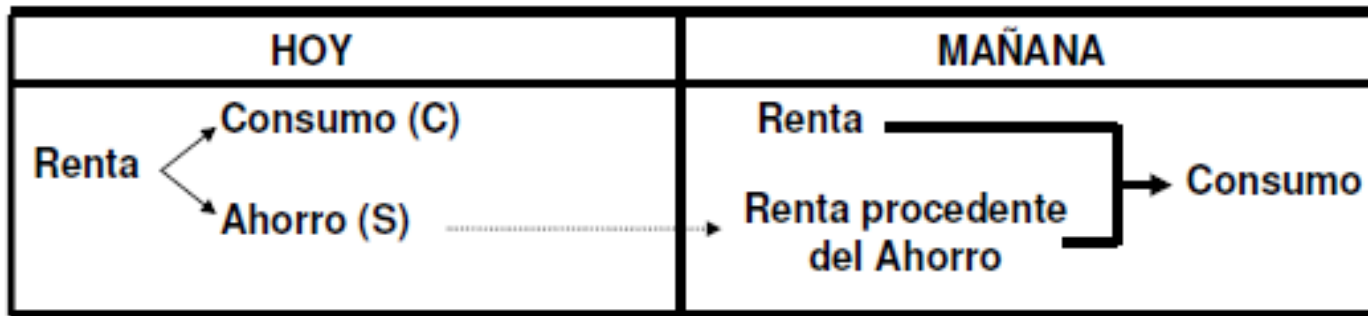 HOY
MAÑANA
Renta
Consumo (C)
Ahorro (S)
Renta
Renta procedente
del Ahorro
Consumo